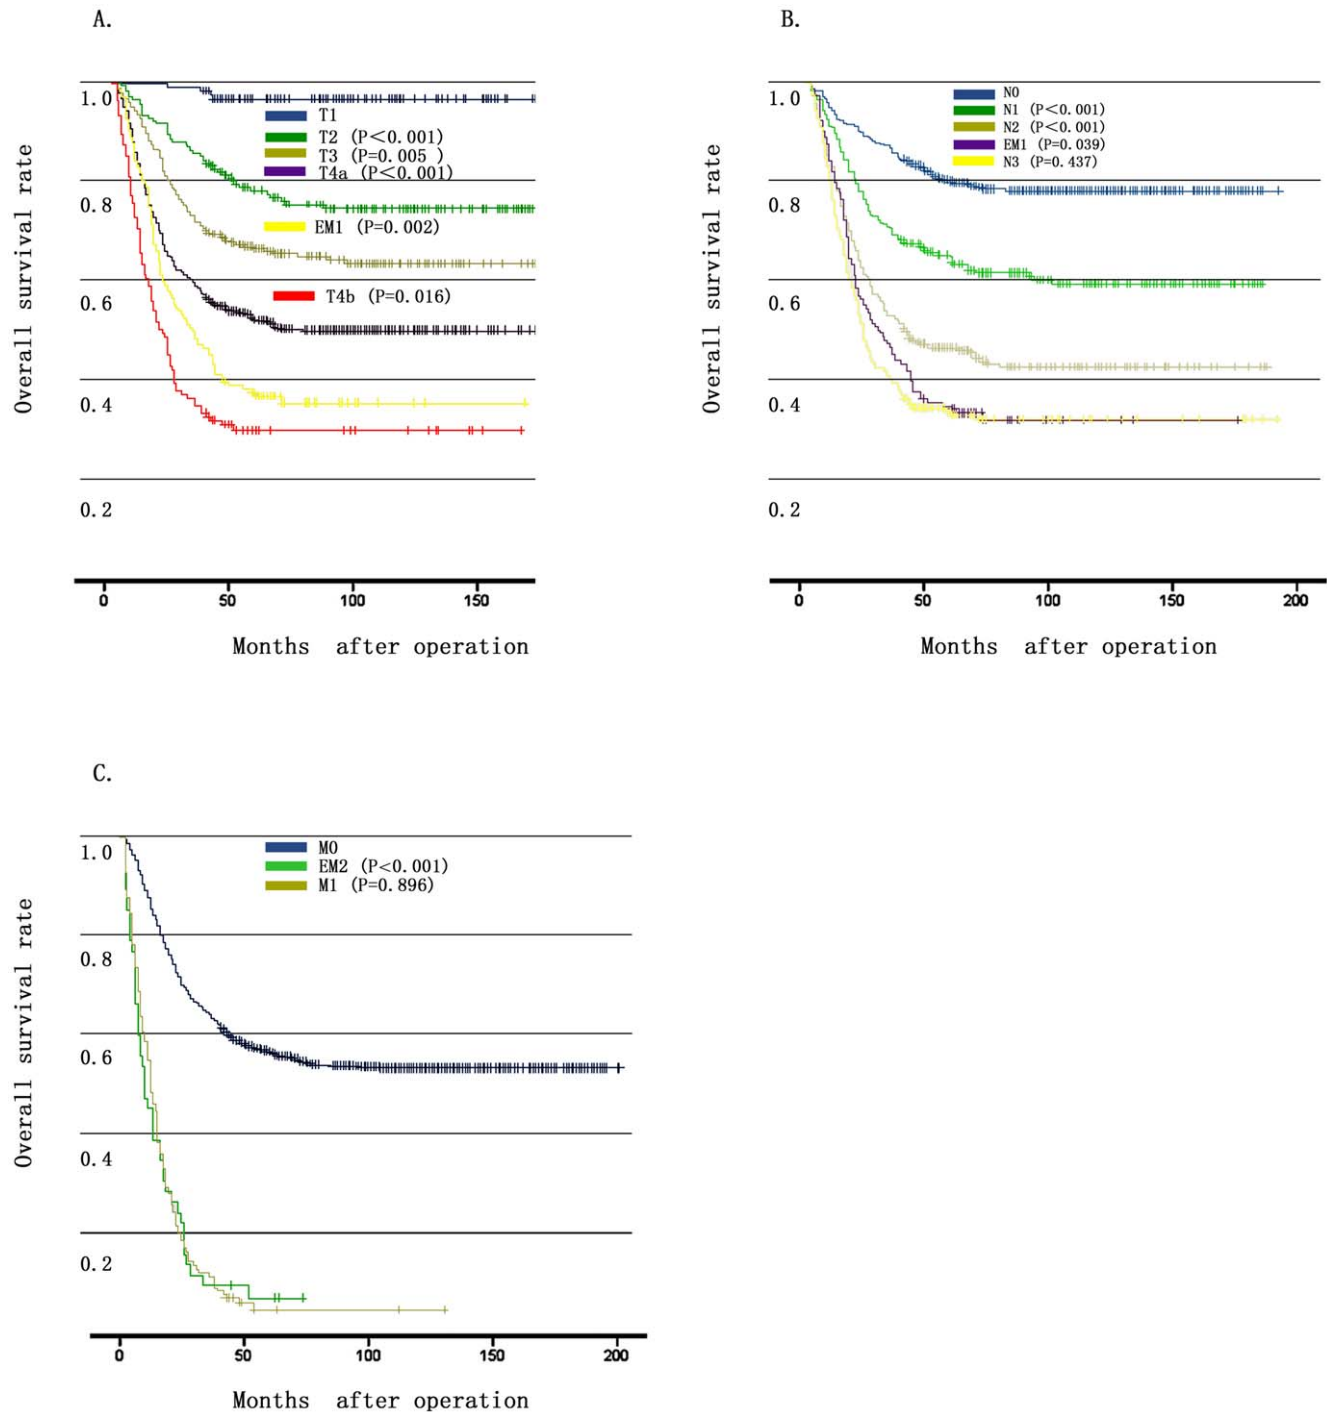 A.
Overall survival rate
1.0
0.8
0.6
0.4
0.2
T1
T2 (P<0.001)
T3 (P=0.005 )
T4a (P<0.001)
EM1 (P=0.002)
T4b (P=0.016)
0 50 100 150
Months after operation
B.
Overall survival rate
1.0
0.8
0.6
0.4
0.2
N0
N1 (P<0.001)
N2 (P<0.001)
EM1 (P=0.039)
N3 (P=0.437)
0 50 100 150 200
Months after operation
C.
Overall survival rate
1.0
0.8
0.6
0.4
0.2
M0
EM2 (P<0.001)
M1 (P=0.896)
0 50 100 150 200
Months after operation